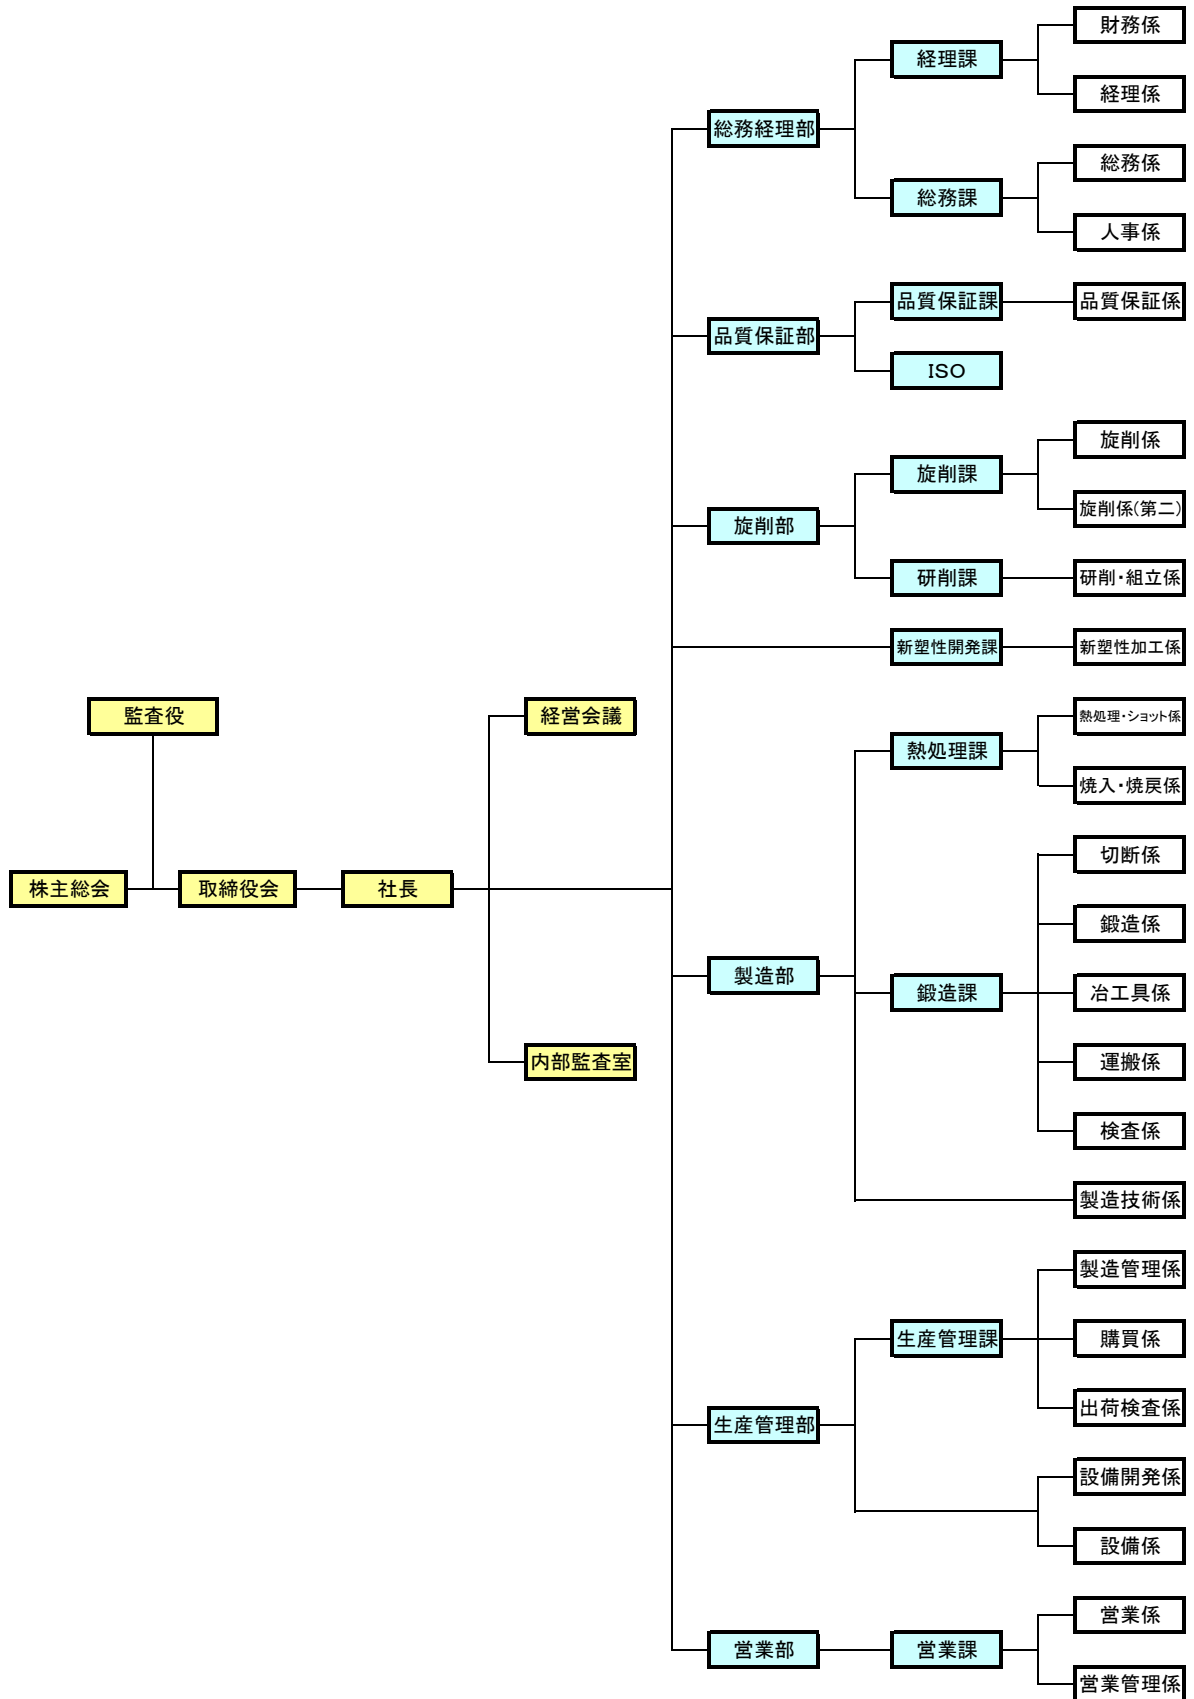 財務係
経理課
経理係
総務経理部
総務係
総務課
人事係
品質保証課
品質保証係
品質保証部
ISO
旋削係
旋削課
旋削係(第二)
旋削部
研削課
研削・組立係
新塑性開発課
新塑性加工係
監査役
経営会議
熱処理・ショット係
熱処理課
焼入・焼戻係
切断係
株主総会
取締役会
社長
鍛造係
製造部
鍛造課
冶工具係
内部監査室
運搬係
検査係
製造技術係
製造管理係
生産管理課
購買係
出荷検査係
生産管理部
設備開発係
設備係
営業係
営業部
営業課
営業管理係